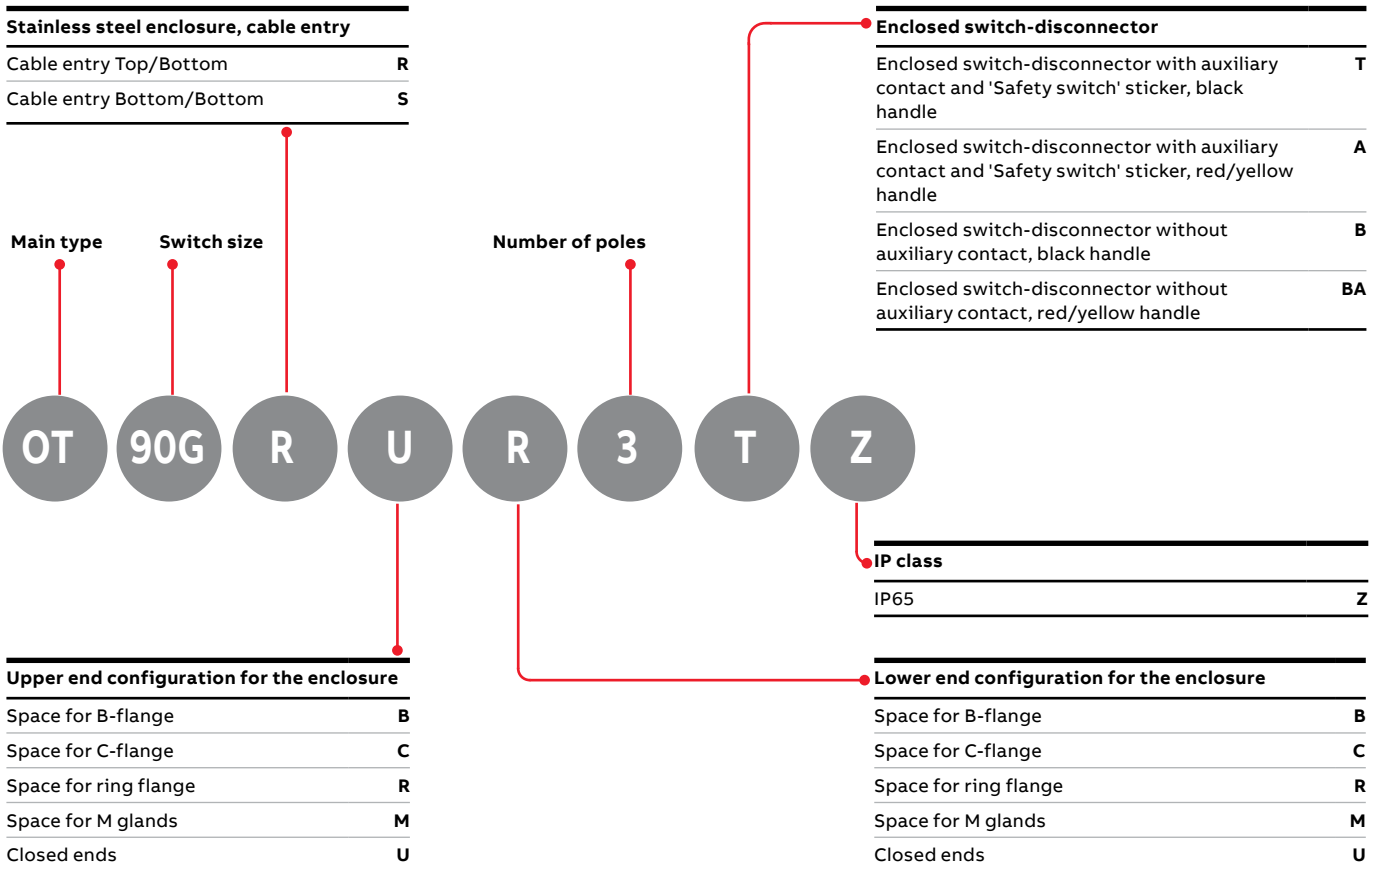 Stainless steel enclosure, cable entry
Cable entry Top/Bottom R
Cable entry Bottom/Bottom S
Enclosed switch-disconnector
Enclosed switch-disconnector with auxiliary T
contact and 'Safety switch' sticker, black
handle
Enclosed switch-disconnector with auxiliary A
contact and 'Safety switch' sticker, red/yellow
handle
Enclosed switch-disconnector without B
auxiliary contact, black handle
Enclosed switch-disconnector without BA
auxiliary contact, red/yellow handle
Main type Switch size Number of poles
OT 90G R U R 3 T Z
IP class
IP65 Z
Upper end configuration for the enclosure
Space for B-flange B
Space for C-flange C
Space for ring flange R
Space for M glands M
Closed ends U
Lower end configuration for the enclosure
Space for B-flange B
Space for C-flange C
Space for ring flange R
Space for M glands M
Closed ends U